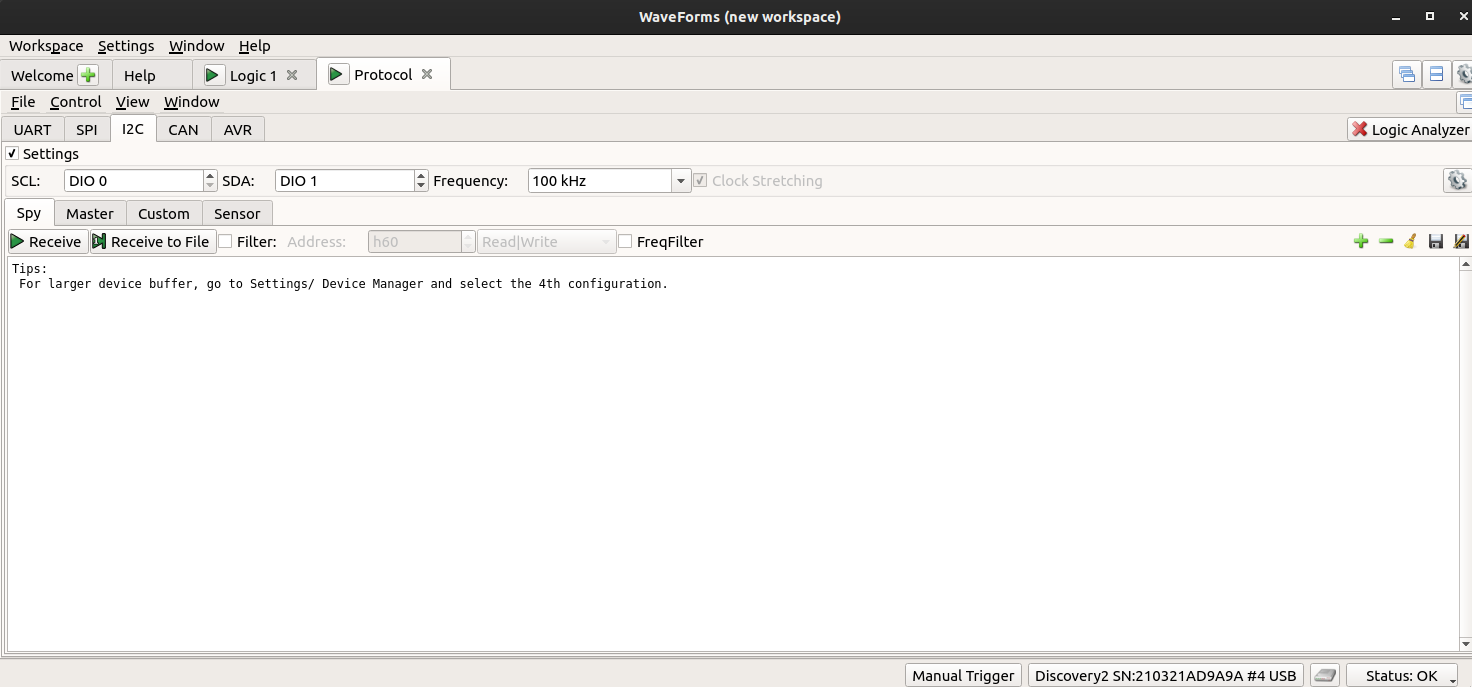 WaveForms (new workspace)
Workspace Settings Window Help
Welcome Help Logic 1 Protocol
File Control View Window
UART SPI I2C CAN AVR Logic Analyzer
Settings
SCL: DIO 0 SDA: DIO 1 Frequency: 100 kHz Clock Stretching
Spy Master Custom Sensor
Receive Receive to File Filter: Address: h60 Read|Write FreqFilter
Tips:
For larger device buffer, go to Settings/ Device Manager and select the 4th configuration.
Manual Trigger Discovery2 SN:210321AD9A9A #4 USB Status: OK